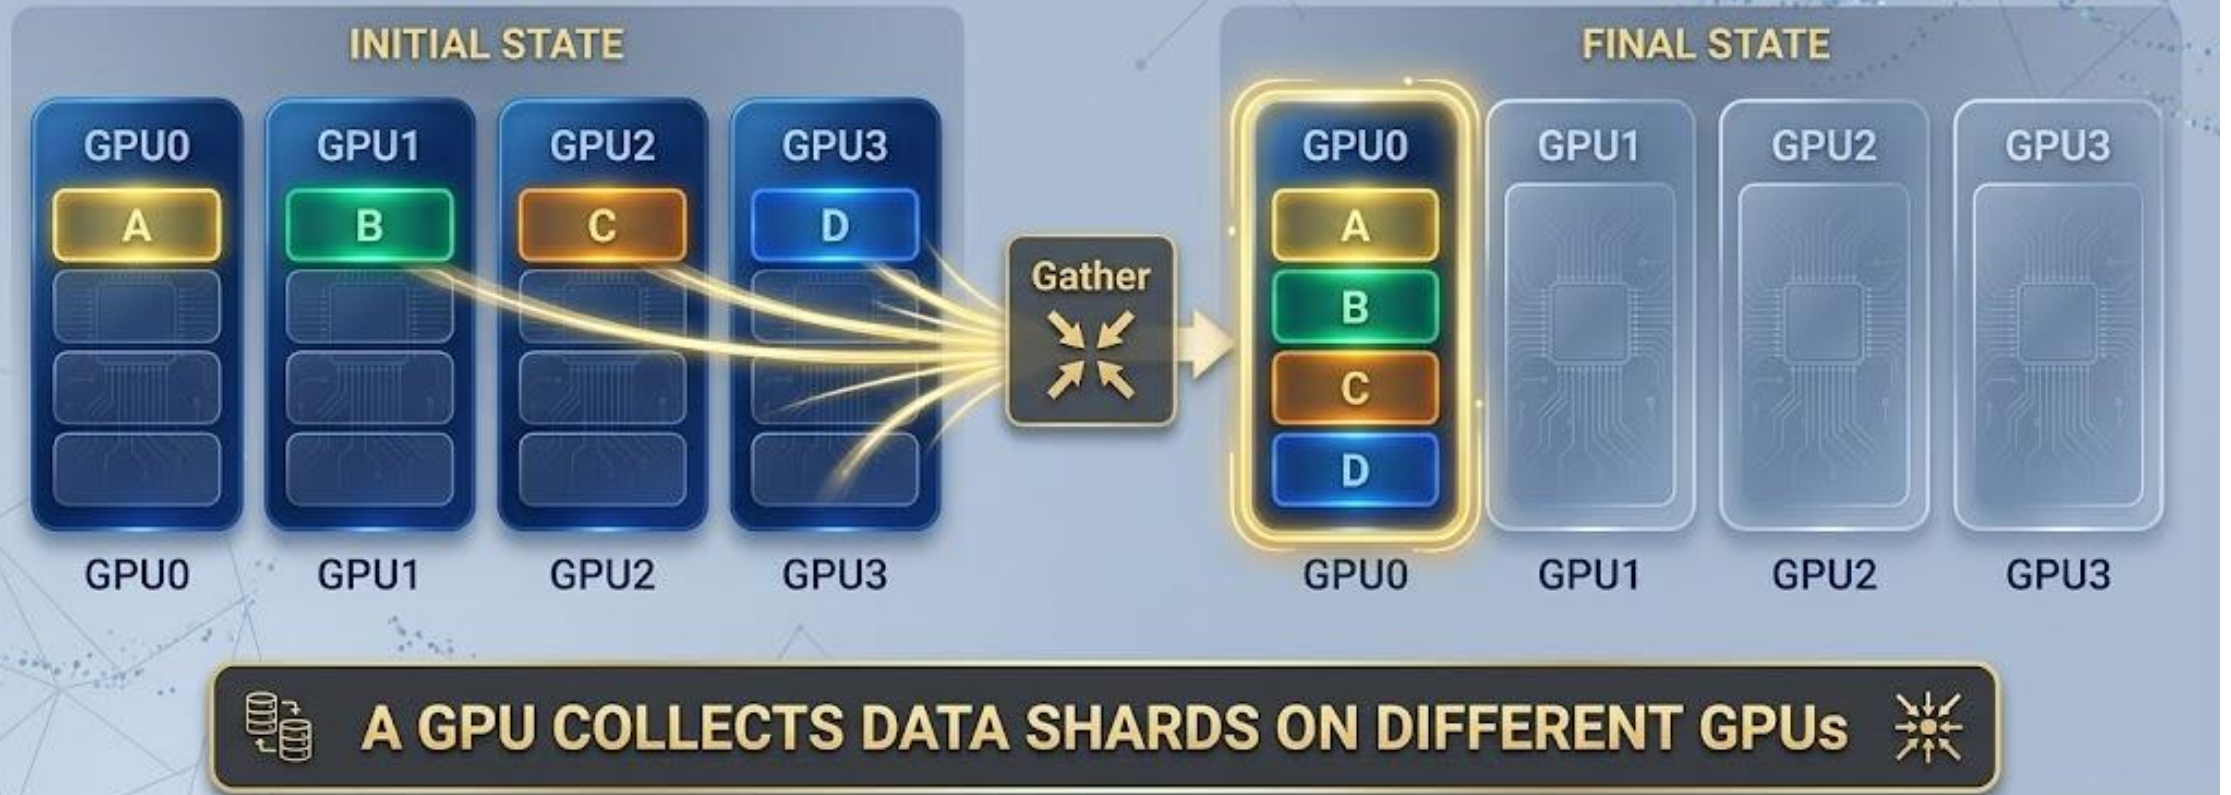 INITIAL STATE
GPU0 GPU1 GPU2 GPU3
A B C D
GPU0 GPU1 GPU2 GPU3
Gather
FINAL STATE
GPU0 GPU1 GPU2 GPU3
A
B
C
D
GPU0 GPU1 GPU2 GPU3
A GPU COLLECTS DATA SHARDS ON DIFFERENT GPUs